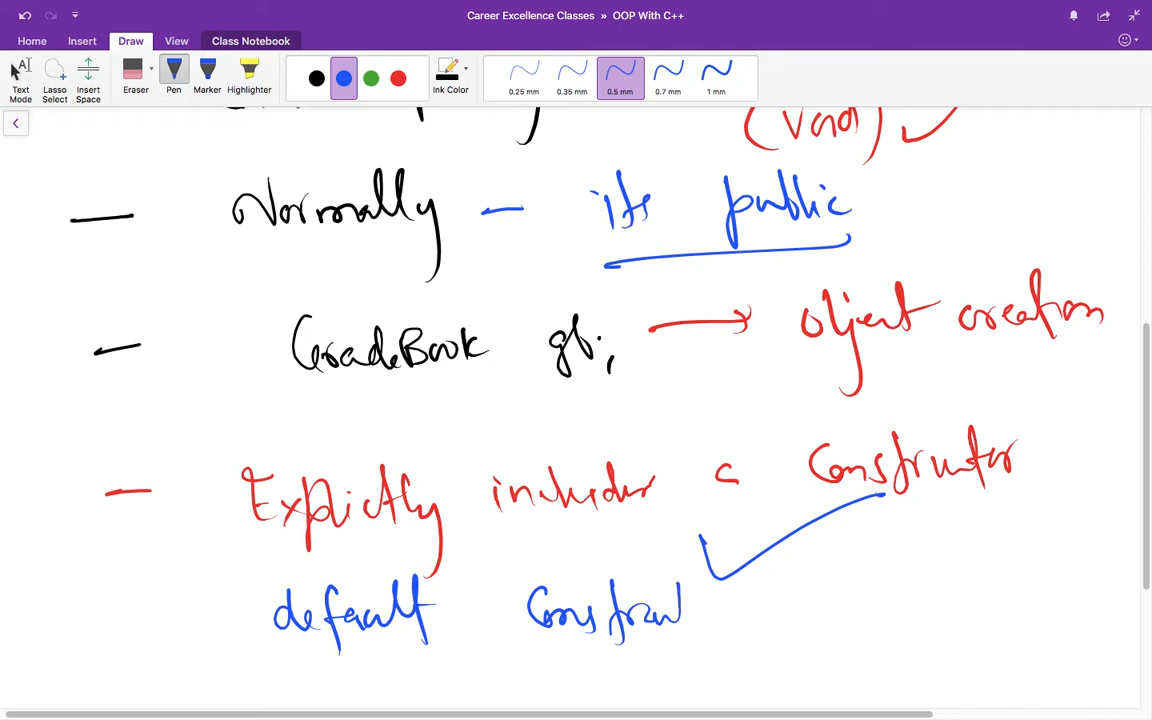 Career Excellence Classes » OOP With C++
Home Insert Draw View Class Notebook
Text Mode Lasso Select Insert Space Eraser Pen Marker Highlighter Ink Color 0.25 mm 0.35 mm 0.5 mm 0.7 mm 1 mm
(void)
— Normally — its public
— GradeBook gb; → object creation
— Explictly includes a constructor
default Constru